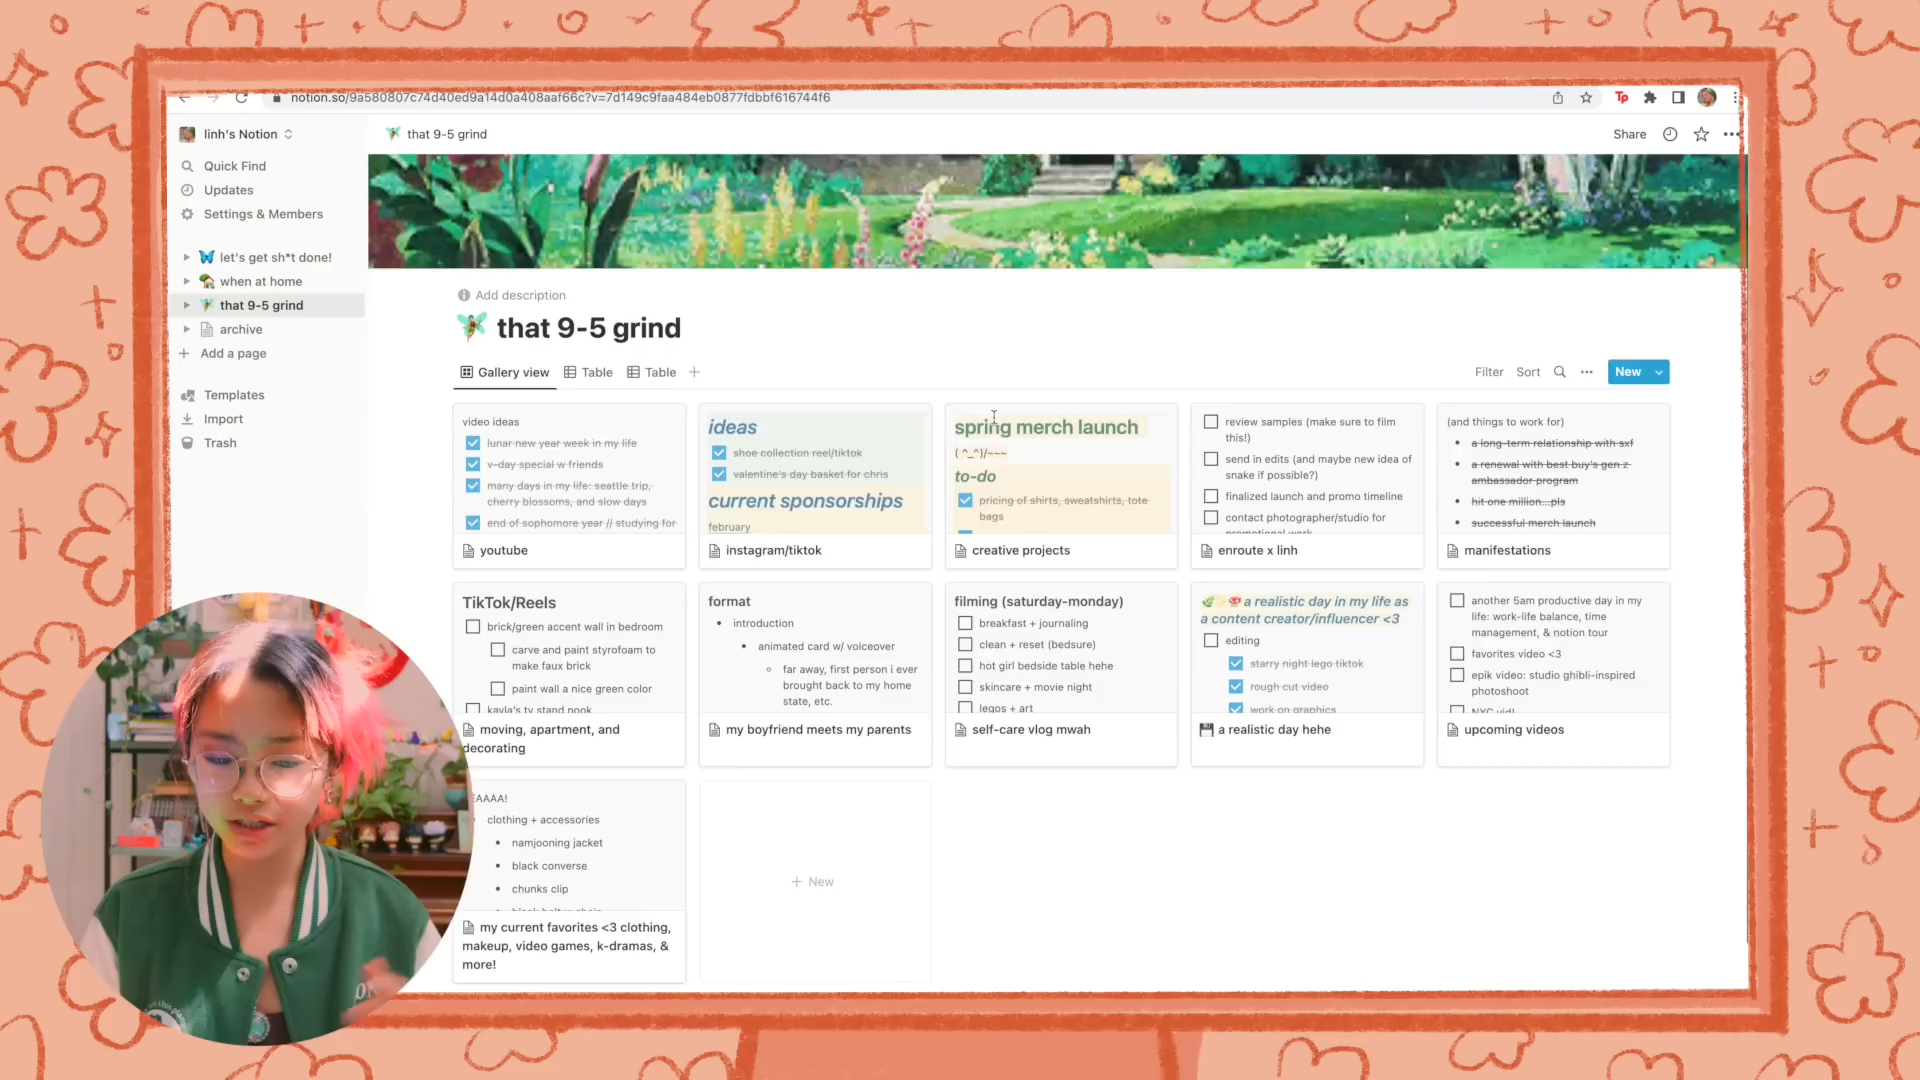 notion.so/9a580807c74d40ed9a14d0a408aaf66c?v=7d149c9faa484eb0877fdbbf616744f6
Tp
linh's Notion
that 9-5 grind
Share
Quick Find
Updates
Settings & Members
let's get sh*t done!
when at home
that 9-5 grind
archive
Add a page
Templates
Import
Trash
Add description
that 9-5 grind
Gallery view
Table
Table
Filter
Sort
New
video ideas
lunar new year week in my life
v-day special w friends
many days in my life: seattle trip,
cherry blossoms, and slow days
end of sophomore year // studying for
youtube
ideas
shoe collection reel/tiktok
valentine's day basket for chris
current sponsorships
february
instagram/tiktok
spring merch launch
( ^_^)/~~~
to-do
pricing of shirts, sweatshirts, tote
bags
creative projects
review samples (make sure to film
this!)
send in edits (and maybe new idea of
snake if possible?)
finalized launch and promo timeline
contact photographer/studio for
promotional work
enroute x linh
(and things to work for)
a long-term relationship with sxf
a renewal with best buy's gen z
ambassador program
hit one million...pls
successful merch launch
manifestations
TikTok/Reels
brick/green accent wall in bedroom
carve and paint styrofoam to
make faux brick
paint wall a nice green color
kayla's tv stand nook
moving, apartment, and
decorating
format
introduction
animated card w/ voiceover
far away, first person i ever
brought back to my home
state, etc.
my boyfriend meets my parents
filming (saturday-monday)
breakfast + journaling
clean + reset (bedsure)
hot girl bedside table hehe
skincare + movie night
legos + art
self-care vlog mwah
a realistic day in my life as
a content creator/influencer <3
editing
starry night lego tiktok
rough cut video
work on graphics
a realistic day hehe
another 5am productive day in my
life: work-life balance, time
management, & notion tour
favorites video <3
epik video: studio ghibli-inspired
photoshoot
NYC vid!
upcoming videos
AAAA!
clothing + accessories
namjooning jacket
black converse
chunks clip
my current favorites <3 clothing,
makeup, video games, k-dramas, &
more!
New